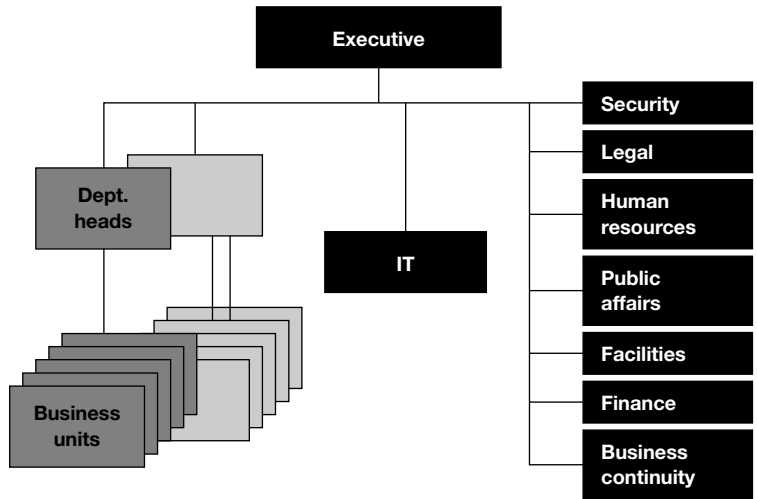 Executive
Security
Legal
Human
resources
Public
affairs
Facilities
Finance
Business
continuity
IT
Dept.
heads
Business
units